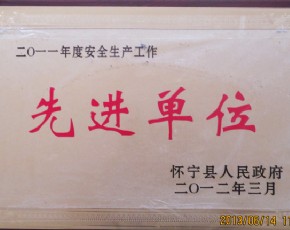 二〇一一年度安全生产工作
先进单位
怀宁县人民政府
二〇一二年三月